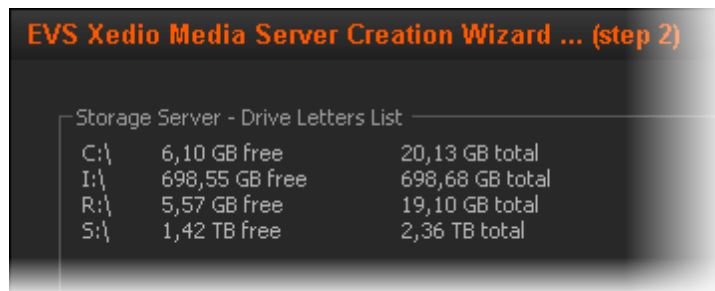 EVS Xedio Media Server Creation Wizard ... (step 2)
Storage Server - Drive Letters List
C:\ 6,10 GB free 20,13 GB total
I:\ 698,55 GB free 698,68 GB total
R:\ 5,57 GB free 19,10 GB total
S:\ 1,42 TB free 2,36 TB total